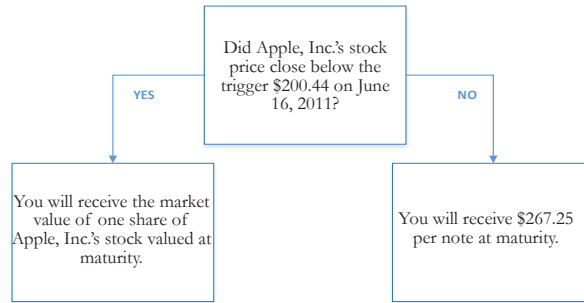 Did Apple, Inc.'s stock
price close below the
trigger $200.44 on June
16, 2011?
YES
NO
You will receive the market
value of one share of
Apple, Inc.'s stock valued at
maturity.
You will receive $267.25
per note at maturity.